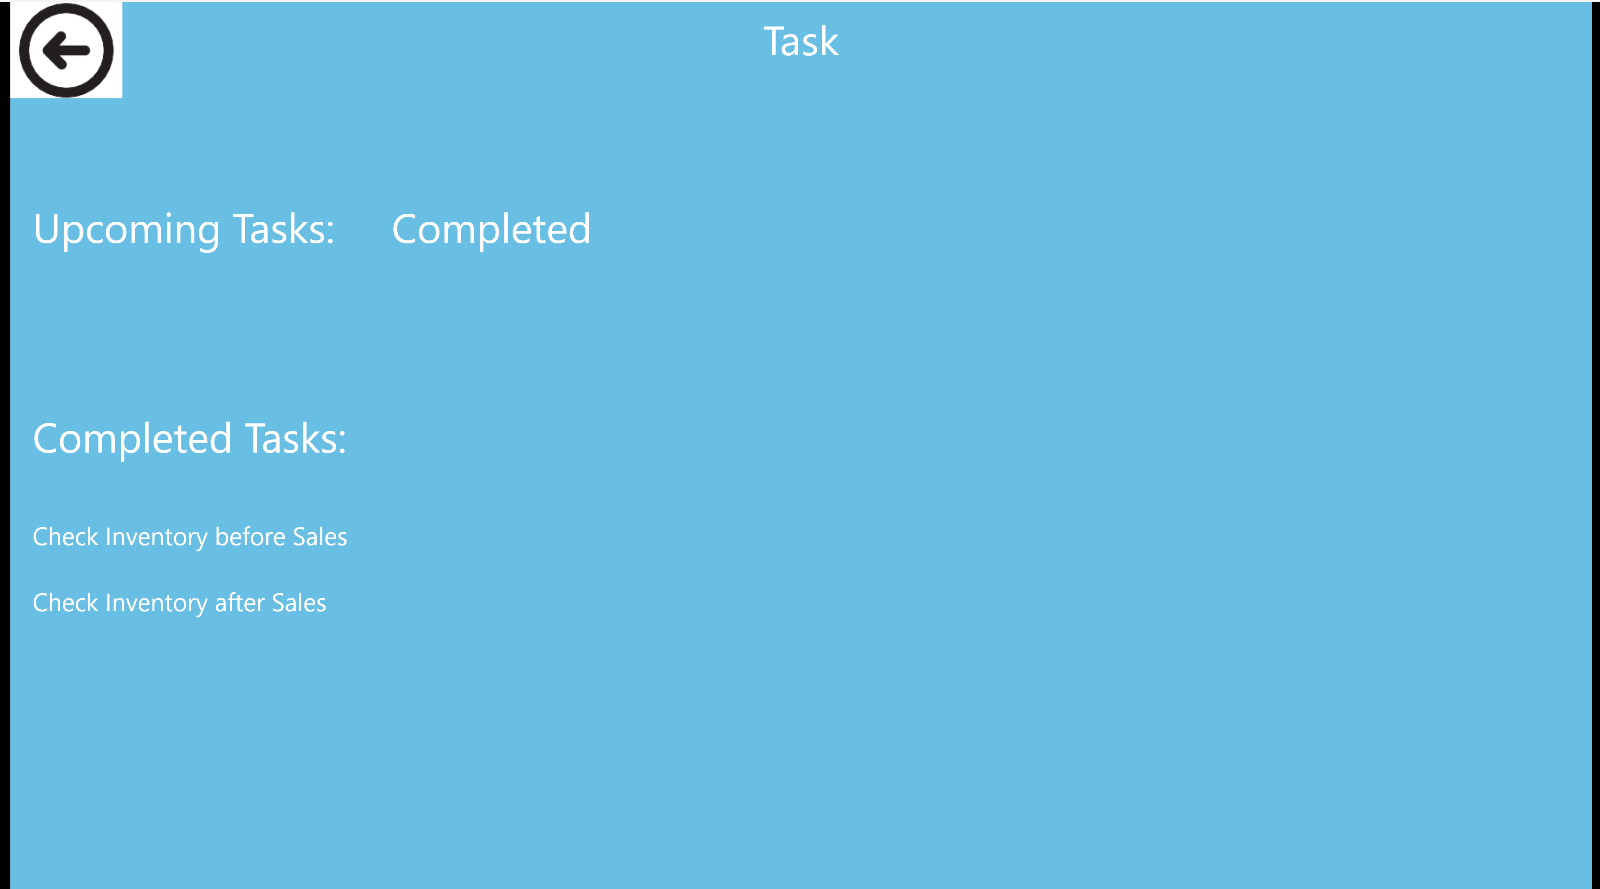 Task
Upcoming Tasks: Completed
Completed Tasks:
Check Inventory before Sales
Check Inventory after Sales